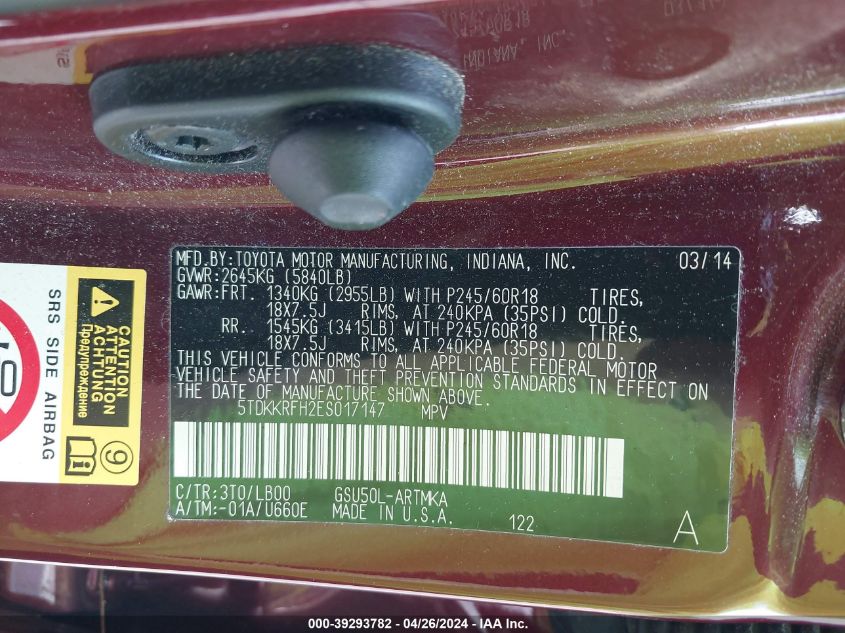 MFD.BY:TOYOTA MOTOR MANUFACTURING, INDIANA, INC. 03/14
GVWR:2645KG (5840LB)
GAWR:FRT. 1340KG (2955LB) WITH P245/60R18 TIRES,
18X7.5J RIMS, AT 240KPA (35PSI) COLD.
RR. 1545KG (3415LB) WITH P245/60R18 TIRES,
18X7.5J RIMS, AT 240KPA (35PSI) COLD.
THIS VEHICLE CONFORMS TO ALL APPLICABLE FEDERAL MOTOR
VEHICLE SAFETY AND THEFT PREVENTION STANDARDS IN EFFECT ON
THE DATE OF MANUFACTURE SHOWN ABOVE.
5TDKKRFH2ES017147 MPV
C/TR:3T0/LB00 GSU50L-ARTMKA
A/TM:-01A/U660E MADE IN U.S.A. 122 A
CAUTION
ATTENTION
ACHTUNG
Предупреждение
SRS SIDE AIRBAG
9
000-39293782 / 04/26/2024 - IAA Inc.